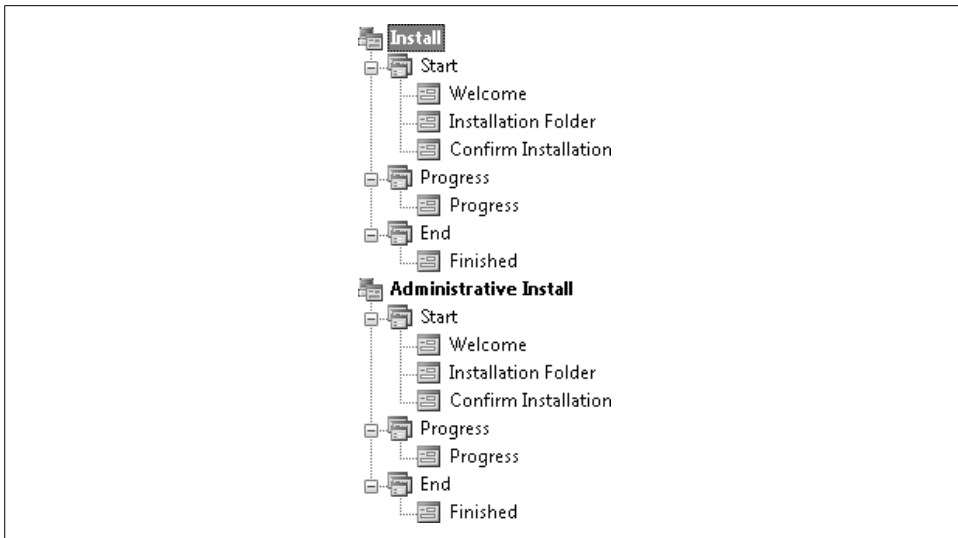 Install
Start
Welcome
Installation Folder
Confirm Installation
Progress
Progress
End
Finished
Administrative Install
Start
Welcome
Installation Folder
Confirm Installation
Progress
Progress
End
Finished